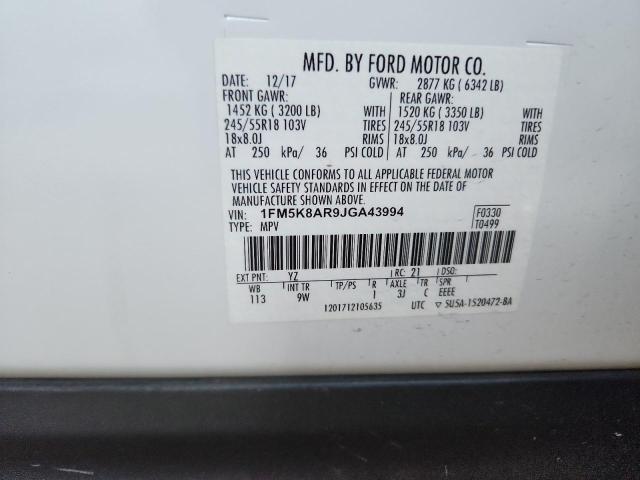 MFD. BY FORD MOTOR CO.
DATE: 12/17 GVWR: 2877 KG ( 6342 LB)
FRONT GAWR: REAR GAWR:
1452 KG ( 3200 LB) WITH 1520 KG ( 3350 LB) WITH
245/55R18 103V TIRES 245/55R18 103V TIRES
18x8.0J RIMS 18x8.0J RIMS
AT 250 kPa/ 36 PSI COLD AT 250 kPa/ 36 PSI COLD
THIS VEHICLE CONFORMS TO ALL APPLICABLE FEDERAL MOTOR
VEHICLE SAFETY STANDARDS IN EFFECT ON THE DATE OF
MANUFACTURE SHOWN ABOVE.
VIN: 1FM5K8AR9JGA43994 F0330
TYPE: MPV T0499
EXT PNT: YZ RC: 21 DSO:
WB INT TR TP/PS R AXLE TR SPR
113 9W 1 3J C EEEE
1201712105635 UTC ▽ 5U5A-1520472-BA